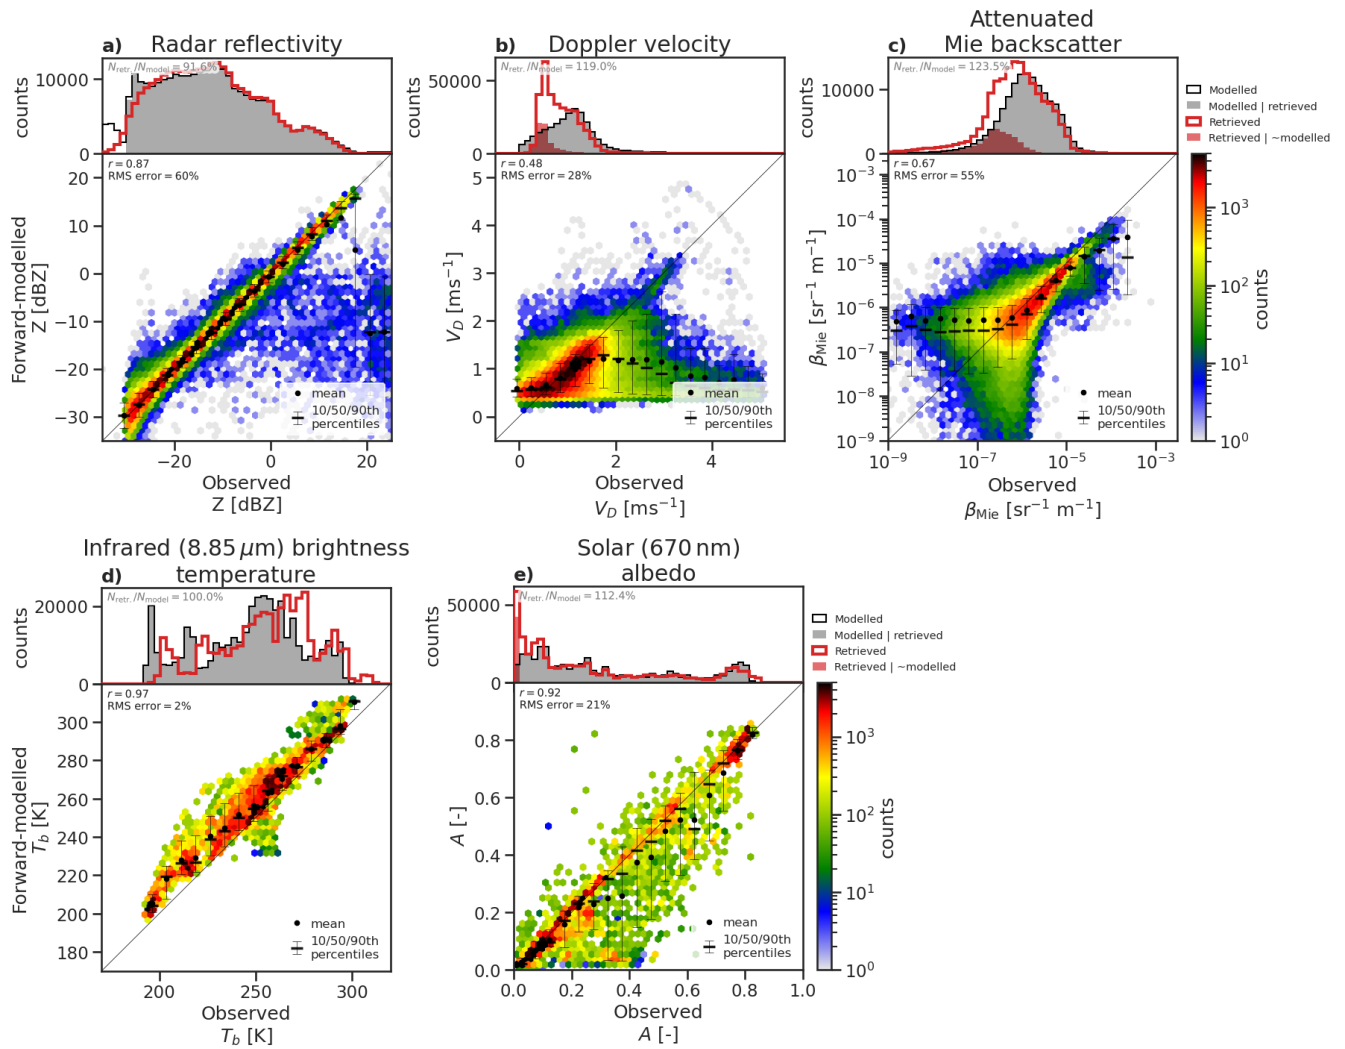 a) Radar reflectivity
N_retr./N_model = 91.6%
10000
0
counts
r = 0.87
RMS error = 60%
20
10
0
−10
−20
−30
Forward-modelled
Z [dBZ]
mean
10/50/90th
percentiles
−20 0 20
Observed
Z [dBZ]
b) Doppler velocity
N_retr./N_model = 119.0%
50000
0
counts
r = 0.48
RMS error = 28%
5
4
3
2
1
0
V_D [ms⁻¹]
mean
10/50/90th
percentiles
0 2 4
Observed
V_D [ms⁻¹]
Attenuated
c) Mie backscatter
N_retr./N_model = 123.5%
10000
0
counts
r = 0.67
RMS error = 55%
10⁻³
10⁻⁴
10⁻⁵
10⁻⁶
10⁻⁷
10⁻⁸
10⁻⁹
β_Mie [sr⁻¹ m⁻¹]
mean
10/50/90th
percentiles
10⁻⁹ 10⁻⁷ 10⁻⁵ 10⁻³
Observed
β_Mie [sr⁻¹ m⁻¹]
Modelled
Modelled | retrieved
Retrieved
Retrieved | ~modelled
10³
10²
10¹
10⁰
counts
Infrared (8.85 μm) brightness
d) temperature
N_retr./N_model = 100.0%
20000
0
counts
r = 0.97
RMS error = 2%
300
280
260
240
220
200
180
Forward-modelled
T_b [K]
mean
10/50/90th
percentiles
200 250 300
Observed
T_b [K]
Solar (670 nm)
e) albedo
N_retr./N_model = 112.4%
50000
0
counts
r = 0.92
RMS error = 21%
0.8
0.6
0.4
0.2
0.0
A [-]
mean
10/50/90th
percentiles
0.0 0.2 0.4 0.6 0.8 1.0
Observed
A [-]
Modelled
Modelled | retrieved
Retrieved
Retrieved | ~modelled
10³
10²
10¹
10⁰
counts